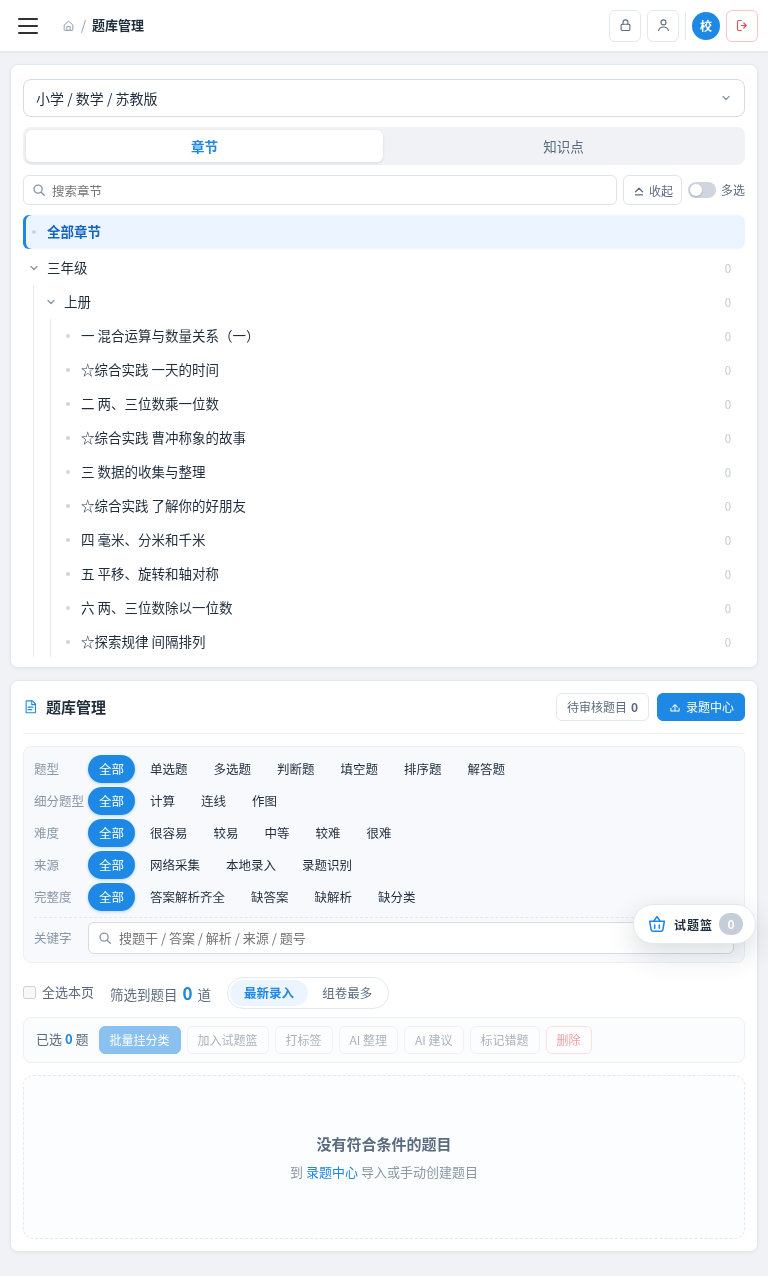 / 题库管理 校
小学 / 数学 / 苏教版
章节 知识点
搜索章节 收起 多选
全部章节
三年级 0
上册 0
一 混合运算与数量关系（一） 0
☆综合实践 一天的时间 0
二 两、三位数乘一位数 0
☆综合实践 曹冲称象的故事 0
三 数据的收集与整理 0
☆综合实践 了解你的好朋友 0
四 毫米、分米和千米 0
五 平移、旋转和轴对称 0
六 两、三位数除以一位数 0
☆探索规律 间隔排列 0
题库管理 待审核题目 0 录题中心
题型 全部 单选题 多选题 判断题 填空题 排序题 解答题
细分题型 全部 计算 连线 作图
难度 全部 很容易 较易 中等 较难 很难
来源 全部 网络采集 本地录入 录题识别
完整度 全部 答案解析齐全 缺答案 缺解析 缺分类
试题篮 0
关键字 搜题干 / 答案 / 解析 / 来源 / 题号
全选本页 筛选到题目 0 道 最新录入 组卷最多
已选 0 题 批量挂分类 加入试题篮 打标签 AI 整理 AI 建议 标记错题 删除
没有符合条件的题目
到 录题中心 导入或手动创建题目